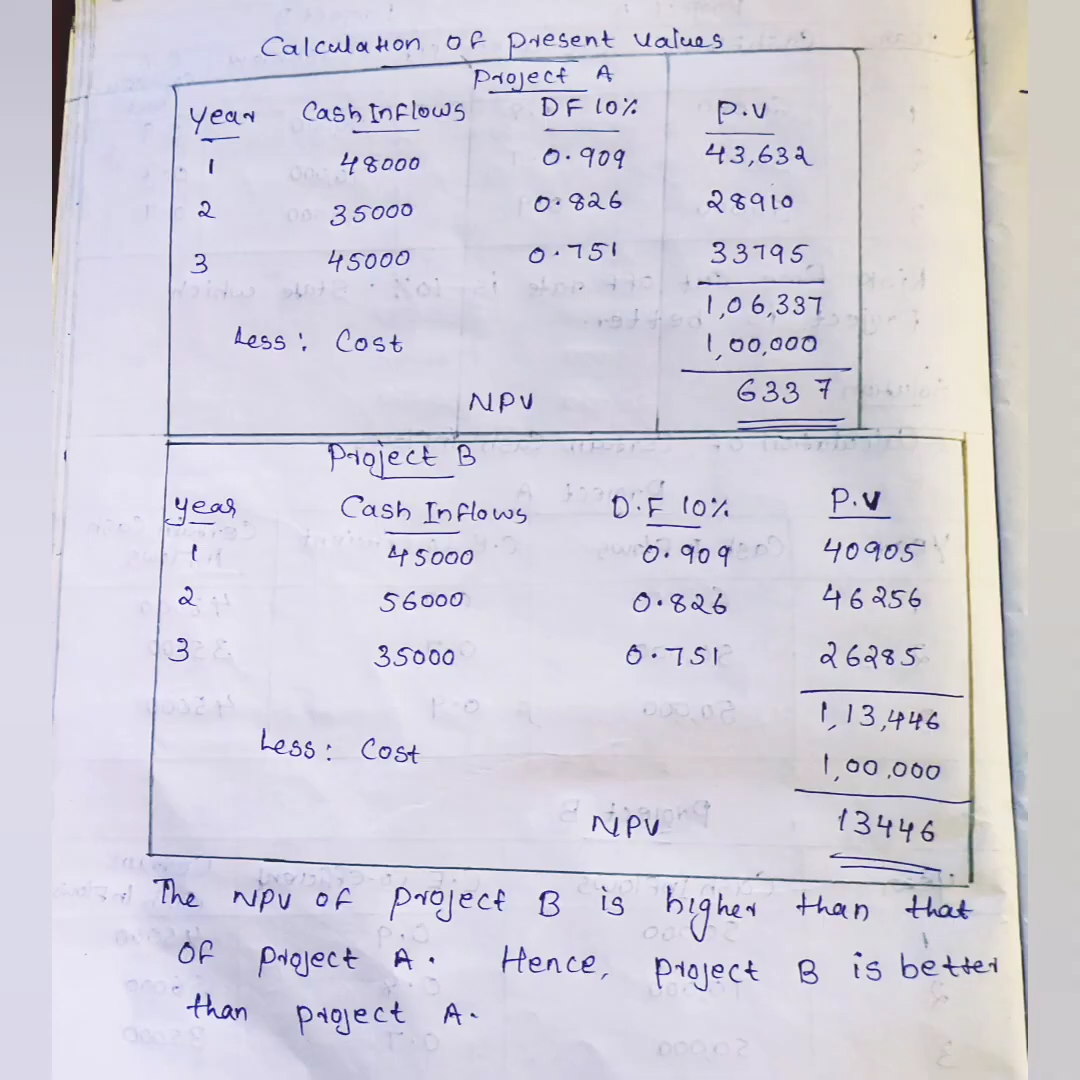 Calculation of Present Values
Project A
Year Cash Inflows DF 10% P.V
1 48000 0.909 43,632
2 35000 0.826 28910
3 45000 0.751 33795
1,06,337
Less: Cost 1,00,000
NPV 6337
Project B
Year Cash Inflows D.F 10% P.V
1 45000 0.909 40905
2 56000 0.826 46256
3 35000 0.751 26285
1,13,446
Less: Cost
1,00,000
NPV 13446
The NPV of Project B is higher than that
of Project A. Hence, Project B is better
than project A.